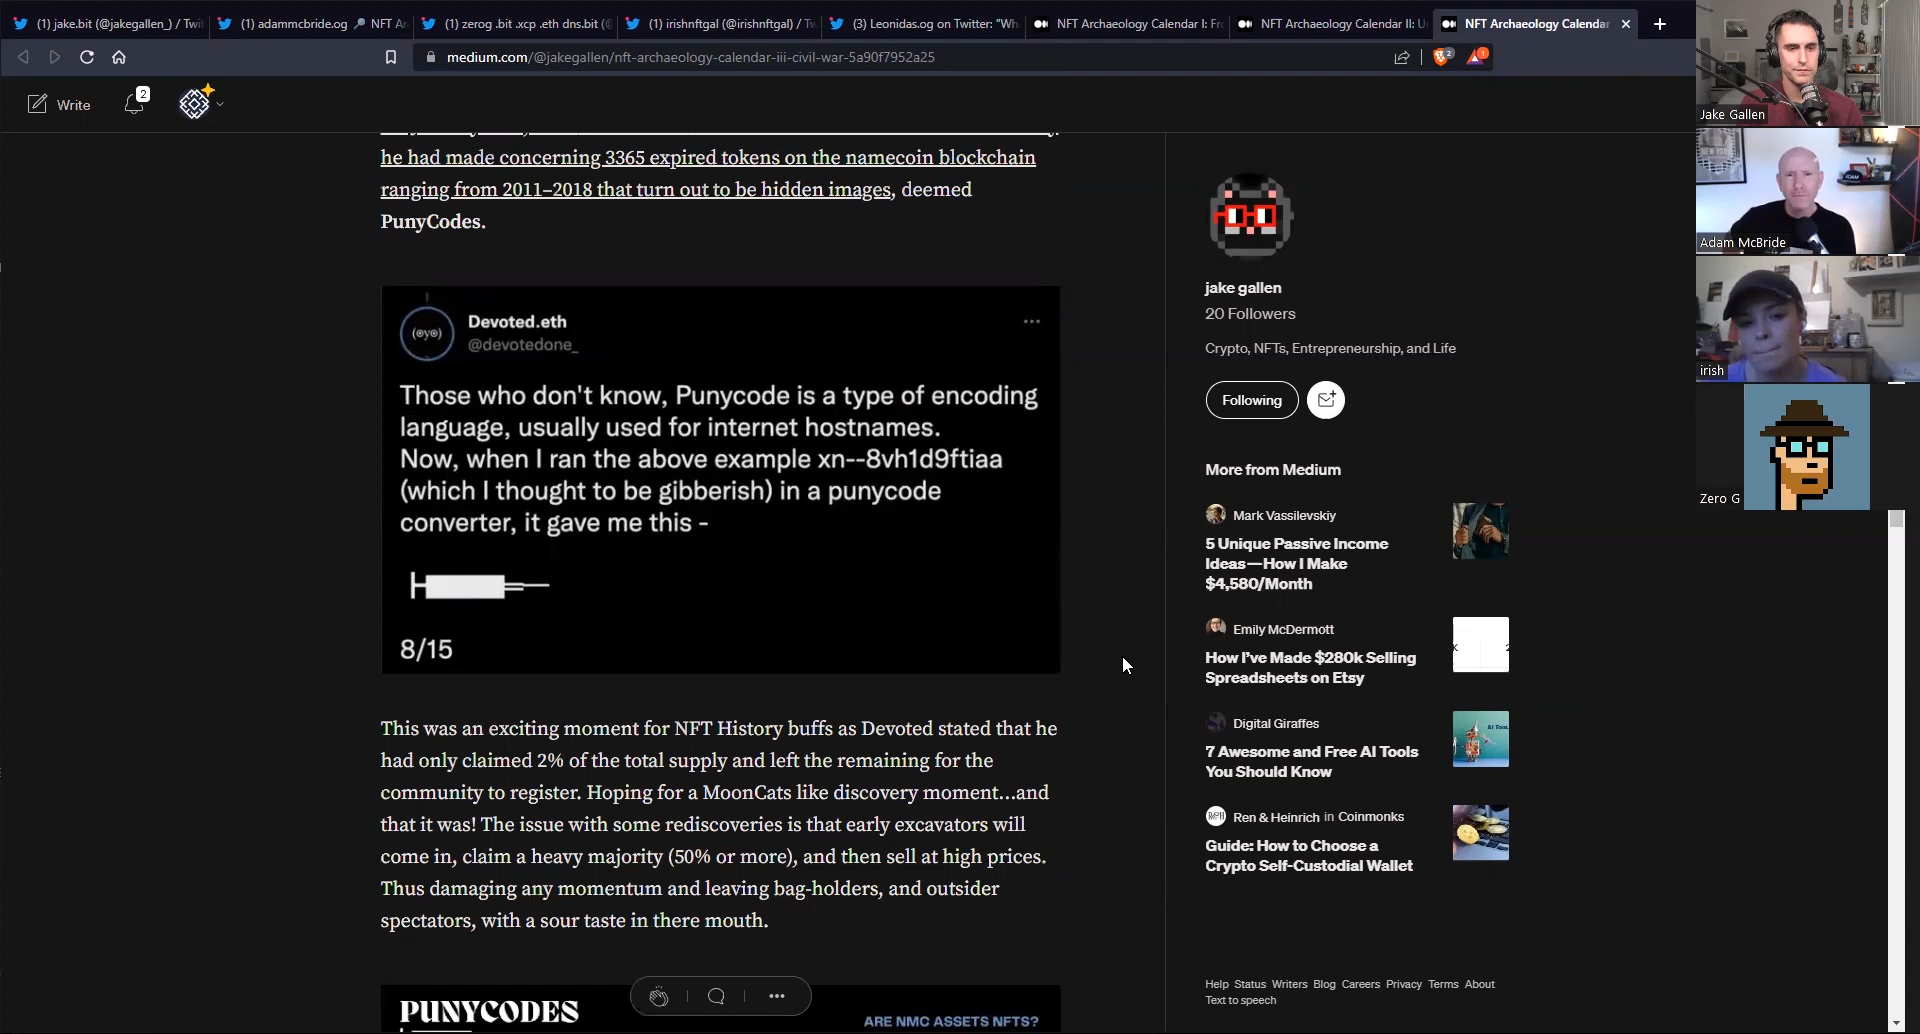 (1) jake.bit (@jakegallen_) / Twi
(1) adammcbride.og 🔎 NFT Ar
(1) zerog .bit .xcp .eth dns.bit (
(1) irishnftgal (@irishnftgal) / Tw
(3) Leonidas.og on Twitter: "Wh
NFT Archaeology Calendar I: Fr
NFT Archaeology Calendar II: U
NFT Archaeology Calendar
medium.com/@jakegallen/nft-archaeology-calendar-iii-civil-war-5a90f7952a25
2
1
Write
2
he had made concerning 3365 expired tokens on the namecoin blockchain
ranging from 2011–2018 that turn out to be hidden images, deemed
PunyCodes.
Devoted.eth
@devotedone_
Those who don't know, Punycode is a type of encoding
language, usually used for internet hostnames.
Now, when I ran the above example xn--8vh1d9ftiaa
(which I thought to be gibberish) in a punycode
converter, it gave me this -
8/15
This was an exciting moment for NFT History buffs as Devoted stated that he
had only claimed 2% of the total supply and left the remaining for the
community to register. Hoping for a MoonCats like discovery moment…and
that it was! The issue with some rediscoveries is that early excavators will
come in, claim a heavy majority (50% or more), and then sell at high prices.
Thus damaging any momentum and leaving bag-holders, and outsider
spectators, with a sour taste in there mouth.
PUNYCODES
ARE NMC ASSETS NFTS?
jake gallen
20 Followers
Crypto, NFTs, Entrepreneurship, and Life
Following
More from Medium
Mark Vassilevskiy
5 Unique Passive Income
Ideas — How I Make
$4,580/Month
Emily McDermott
How I've Made $280k Selling
Spreadsheets on Etsy
Digital Giraffes
7 Awesome and Free AI Tools
You Should Know
Ren & Heinrich in Coinmonks
Guide: How to Choose a
Crypto Self-Custodial Wallet
Help Status Writers Blog Careers Privacy Terms About
Text to speech
Jake Gallen
Adam McBride
irish
Zero G